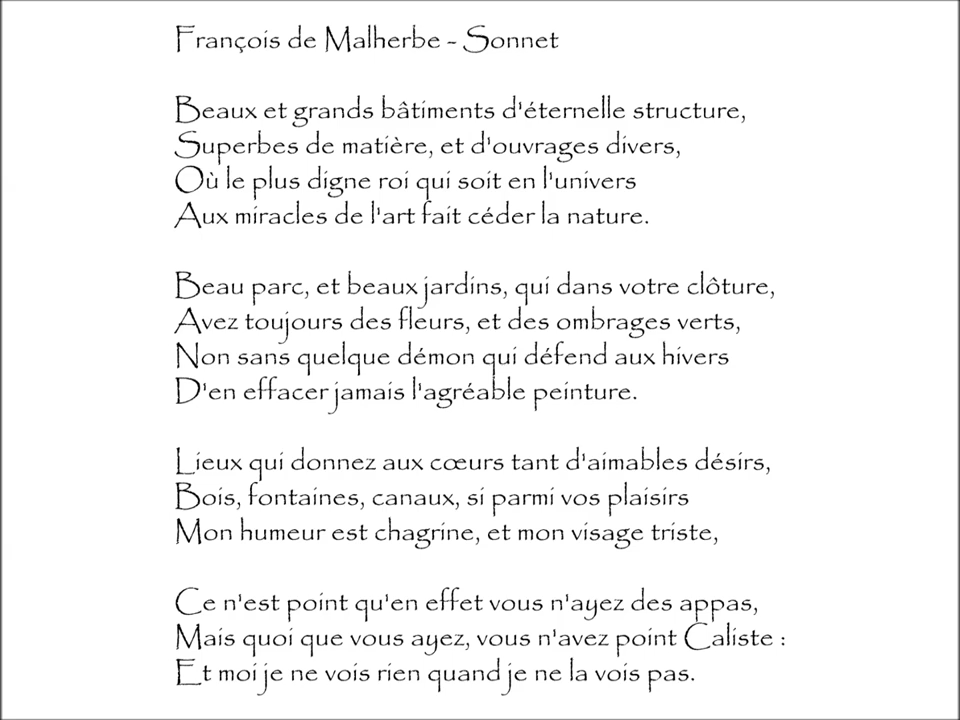 François de Malherbe - Sonnet
Beaux et grands bâtiments d'éternelle structure,
Superbes de matière, et d'ouvrages divers,
Où le plus digne roi qui soit en l'univers
Aux miracles de l'art fait céder la nature.
Beau parc, et beaux jardins, qui dans votre clôture,
Avez toujours des fleurs, et des ombrages verts,
Non sans quelque démon qui défend aux hivers
D'en effacer jamais l'agréable peinture.
Lieux qui donnez aux cœurs tant d'aimables désirs,
Bois, fontaines, canaux, si parmi vos plaisirs
Mon humeur est chagrine, et mon visage triste,
Ce n'est point qu'en effet vous n'ayez des appas,
Mais quoi que vous ayez, vous n'avez point Caliste :
Et moi je ne vois rien quand je ne la vois pas.